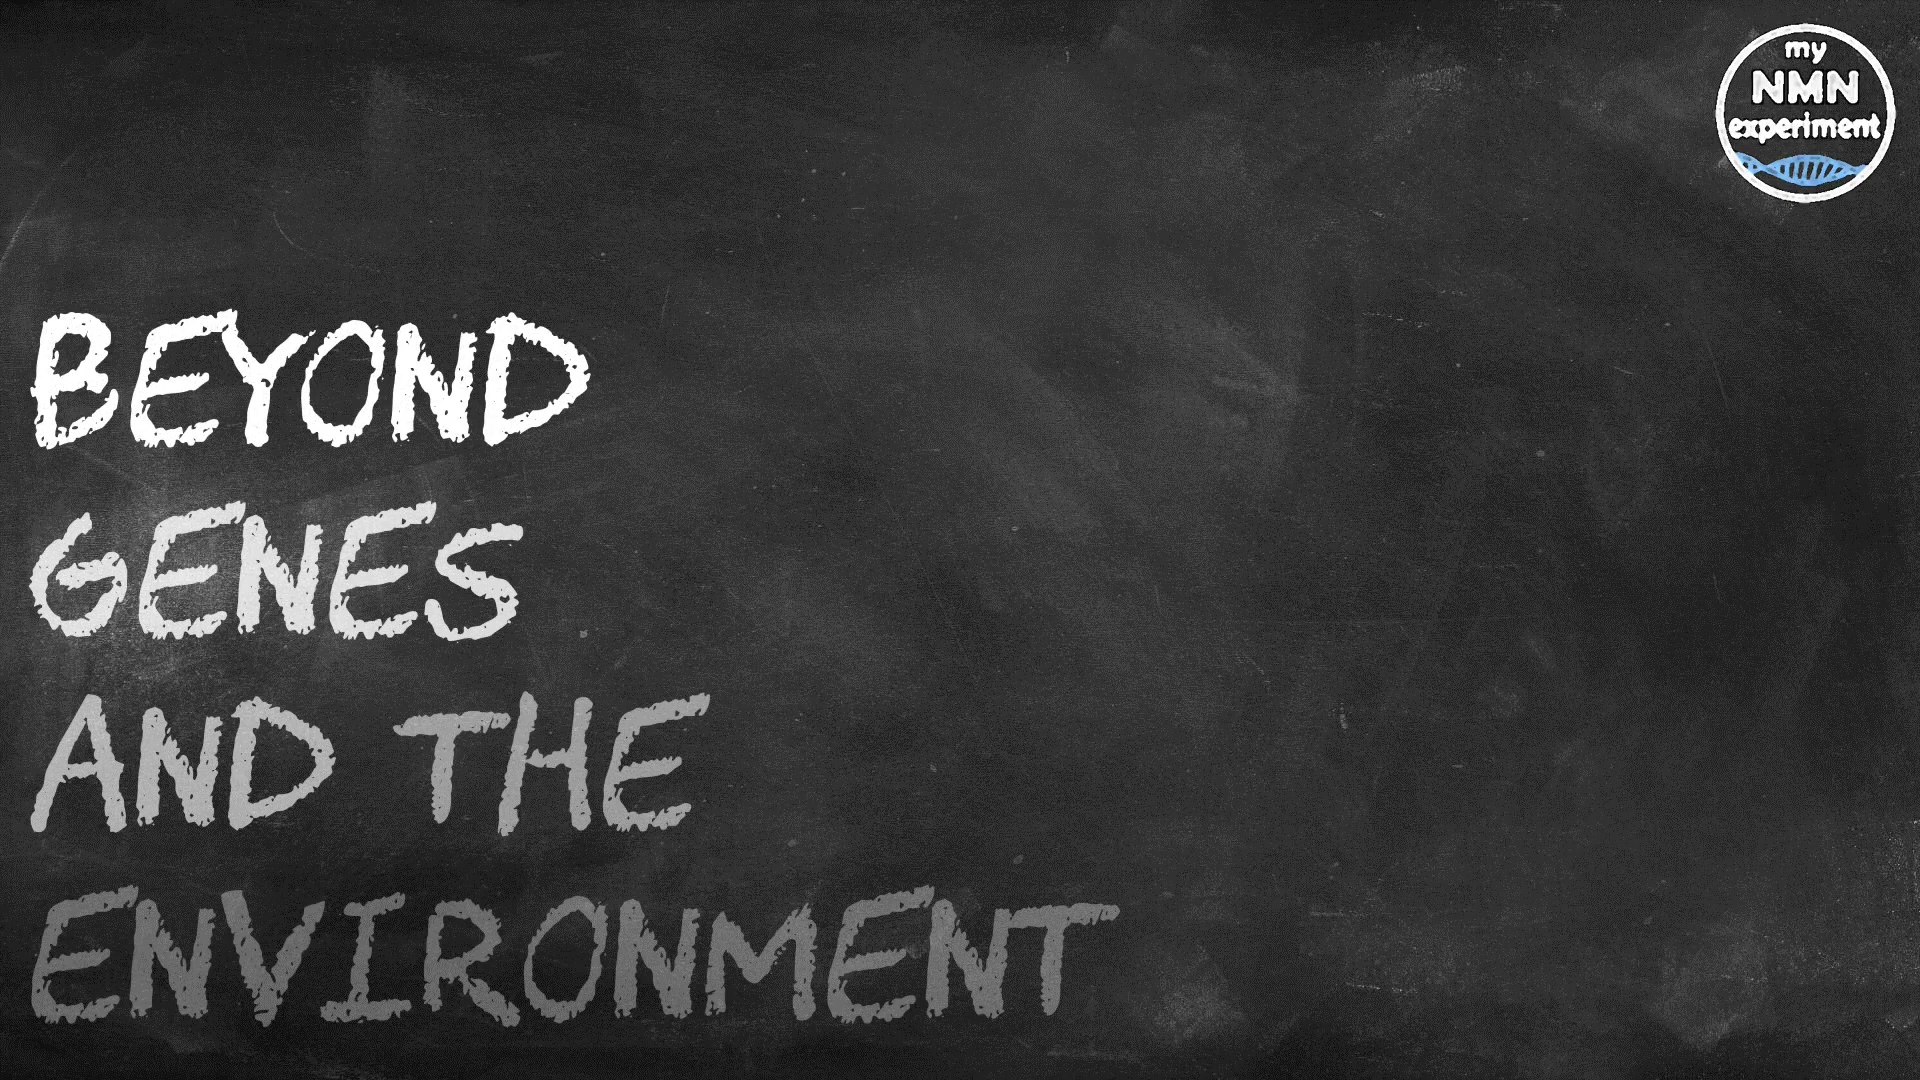 my
NMN
experiment
BEYOND
GENES
AND THE
ENVIRONMENT